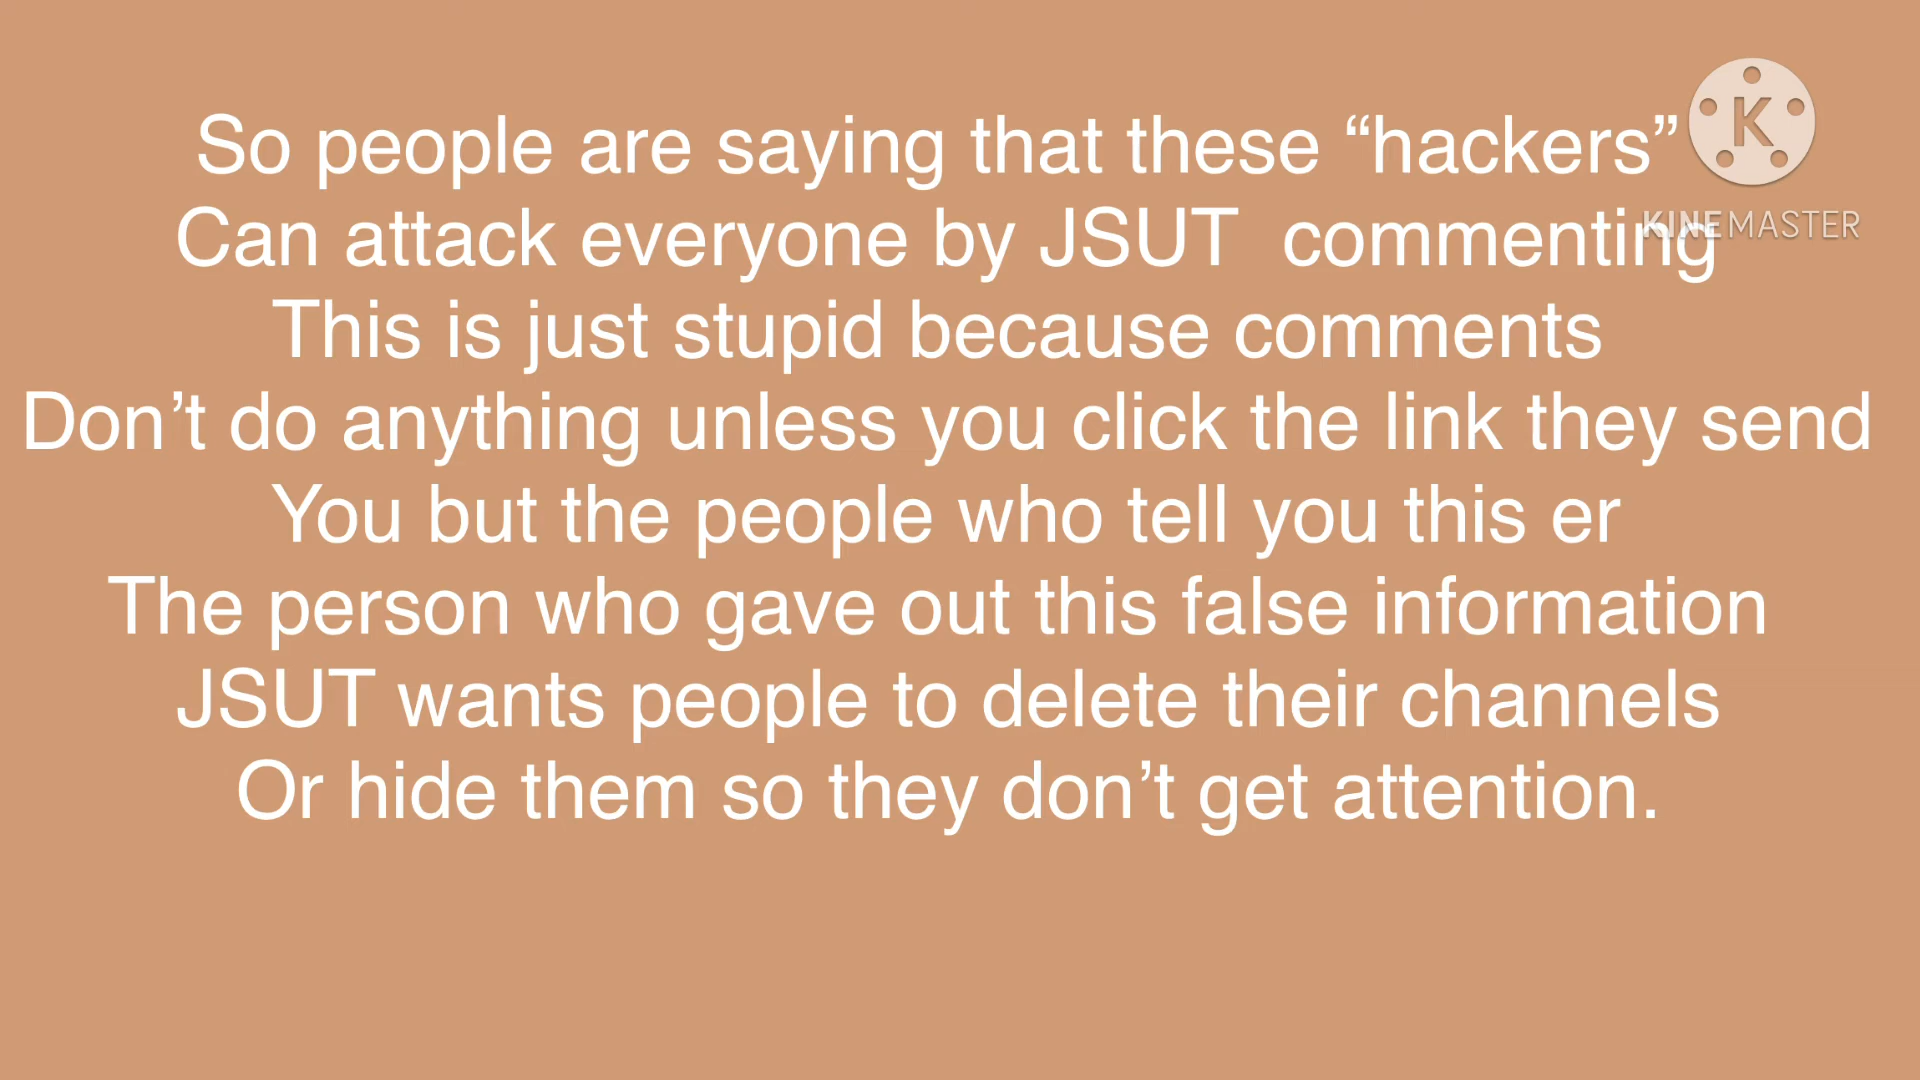 So people are saying that these “hackers”
Can attack everyone by JSUT  commenting
This is just stupid because comments
Don’t do anything unless you click the link they send
You but the people who tell you this er
The person who gave out this false information
JSUT wants people to delete their channels
Or hide them so they don’t get attention.
K
KINEMASTER